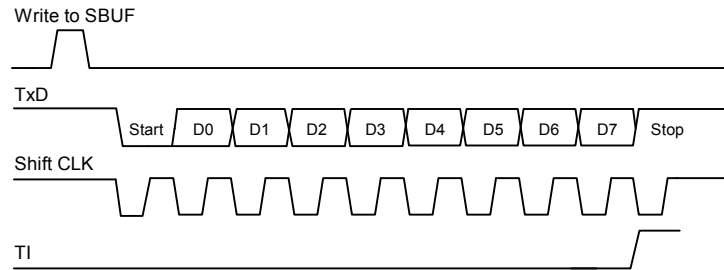 Write to SBUF
TxD
Start D0 D1 D2 D3 D4 D5 D6 D7 Stop
Shift CLK
TI